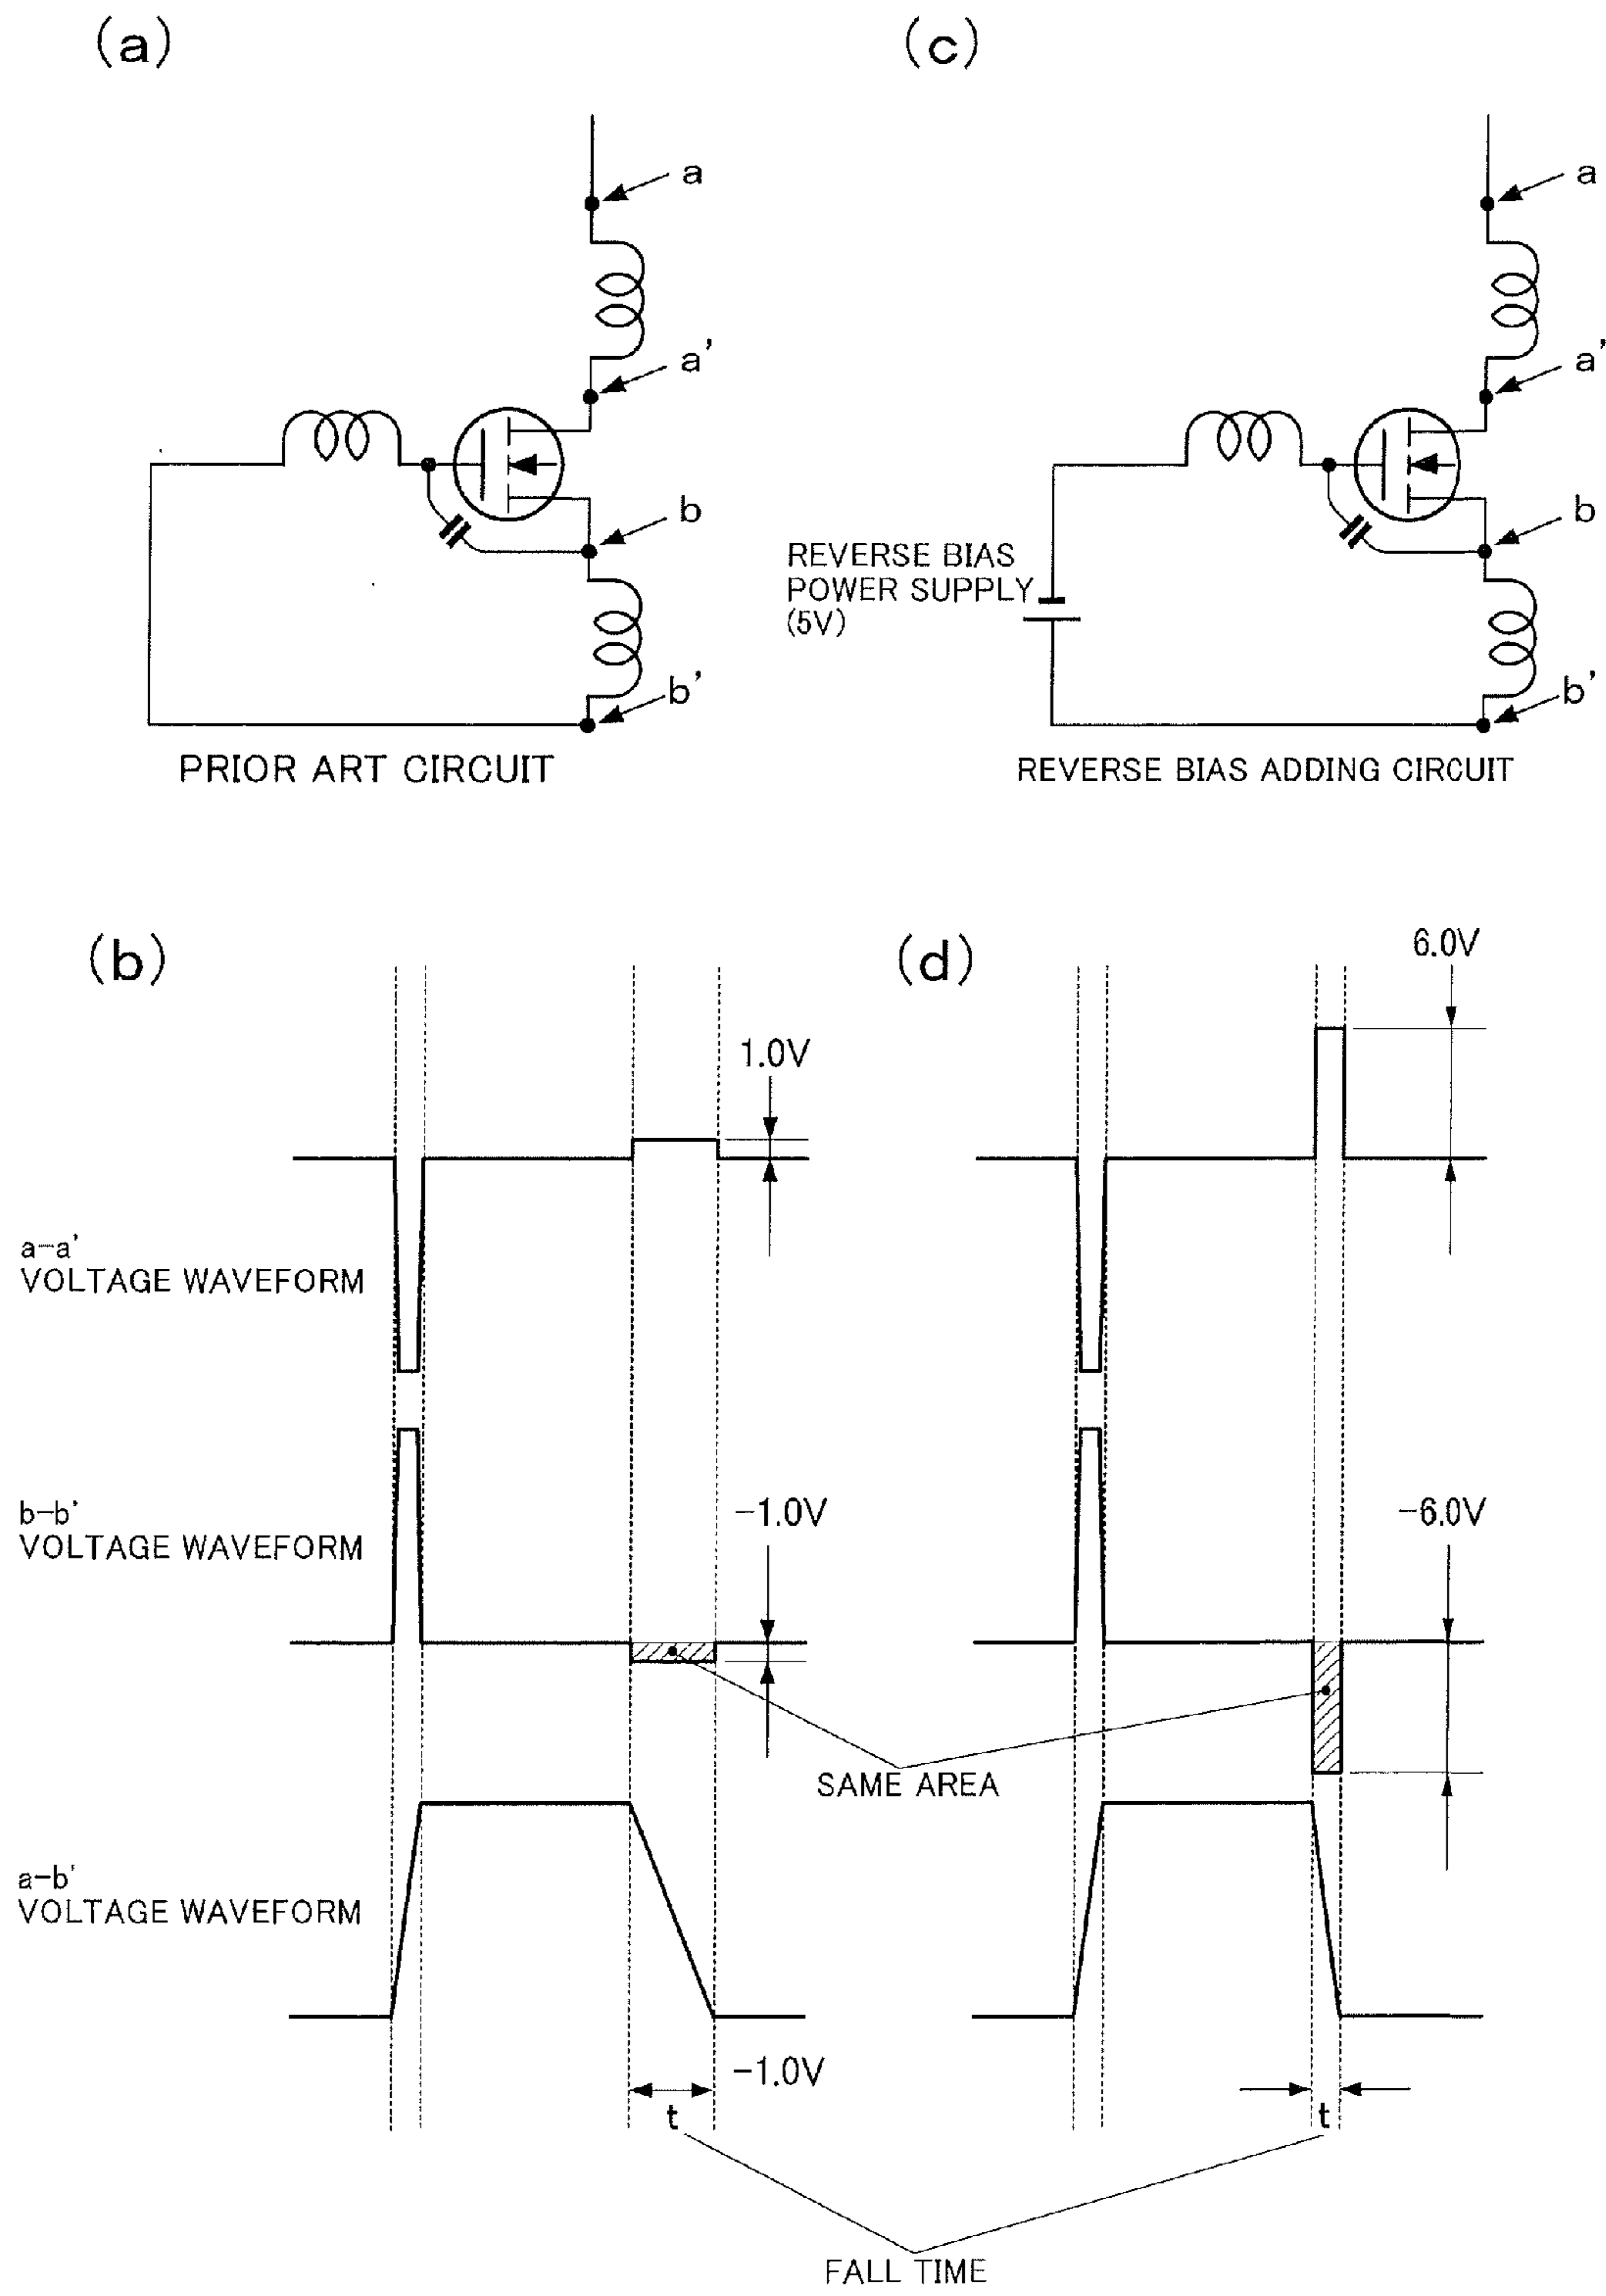 (a)
a
a'
b
b'
PRIOR ART CIRCUIT
(c)
a
a'
b
b'
REVERSE BIAS
POWER SUPPLY
(5V)
REVERSE BIAS ADDING CIRCUIT
(b)
1.0V
a-a'
VOLTAGE WAVEFORM
b-b'
VOLTAGE WAVEFORM
-1.0V
a-b'
VOLTAGE WAVEFORM
-1.0V
t
(d)
6.0V
-6.0V
SAME AREA
t
FALL TIME